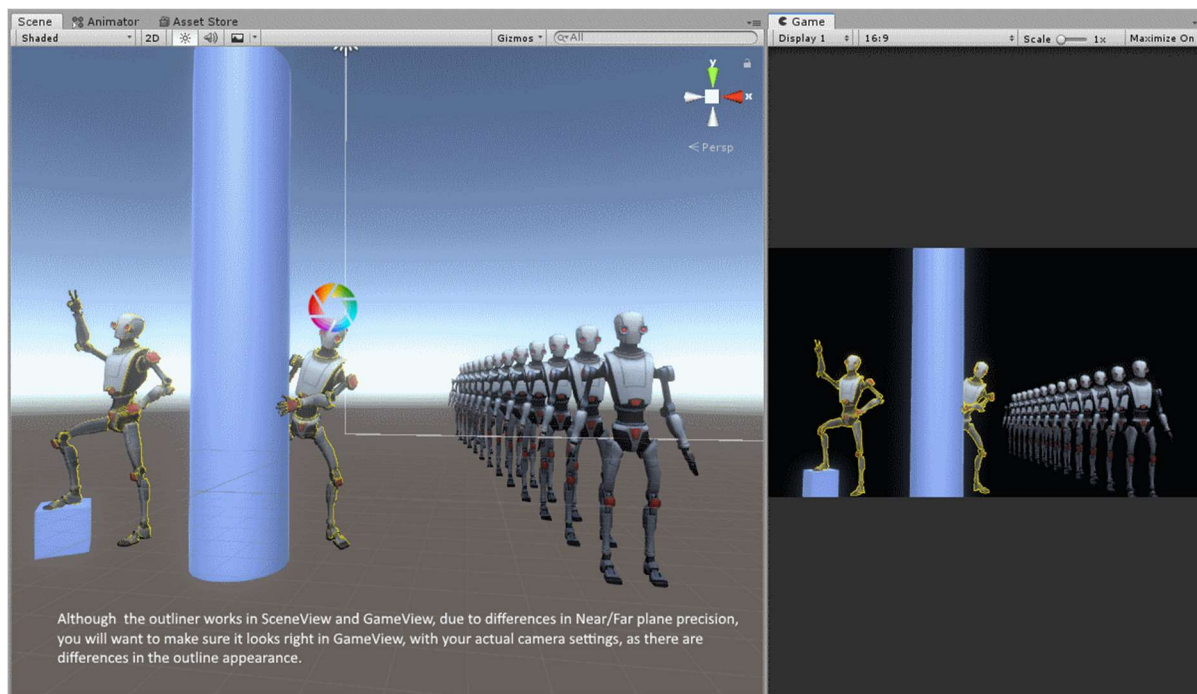 Scene Animator Asset Store
Game
Shaded 2D Gizmos All
Display 1 16:9 Scale 1x Maximize On
y
x
Persp
Although the outliner works in SceneView and GameView, due to differences in Near/Far plane precision,
you will want to make sure it looks right in GameView, with your actual camera settings, as there are
differences in the outline appearance.